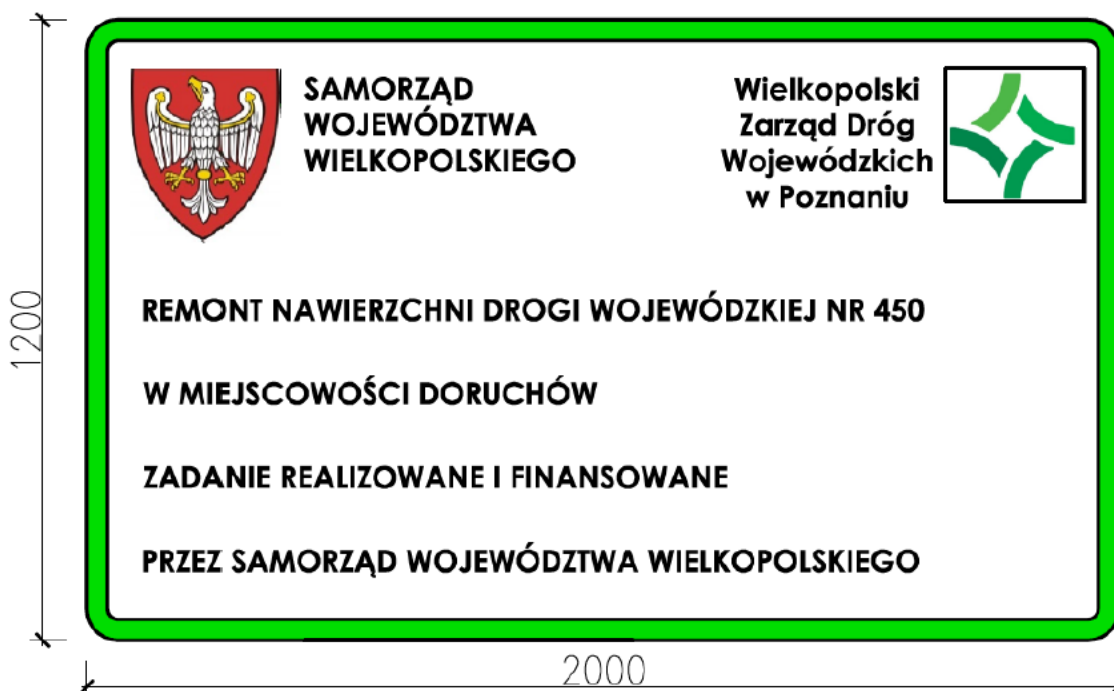 SAMORZĄD
WOJEWÓDZTWA
WIELKOPOLSKIEGO
Wielkopolski
Zarząd Dróg
Wojewódzkich
w Poznaniu
REMONT NAWIERZCHNI DROGI WOJEWÓDZKIEJ NR 450
W MIEJSCOWOŚCI DORUCHÓW
ZADANIE REALIZOWANE I FINANSOWANE
PRZEZ SAMORZĄD WOJEWÓDZTWA WIELKOPOLSKIEGO
1200
2000